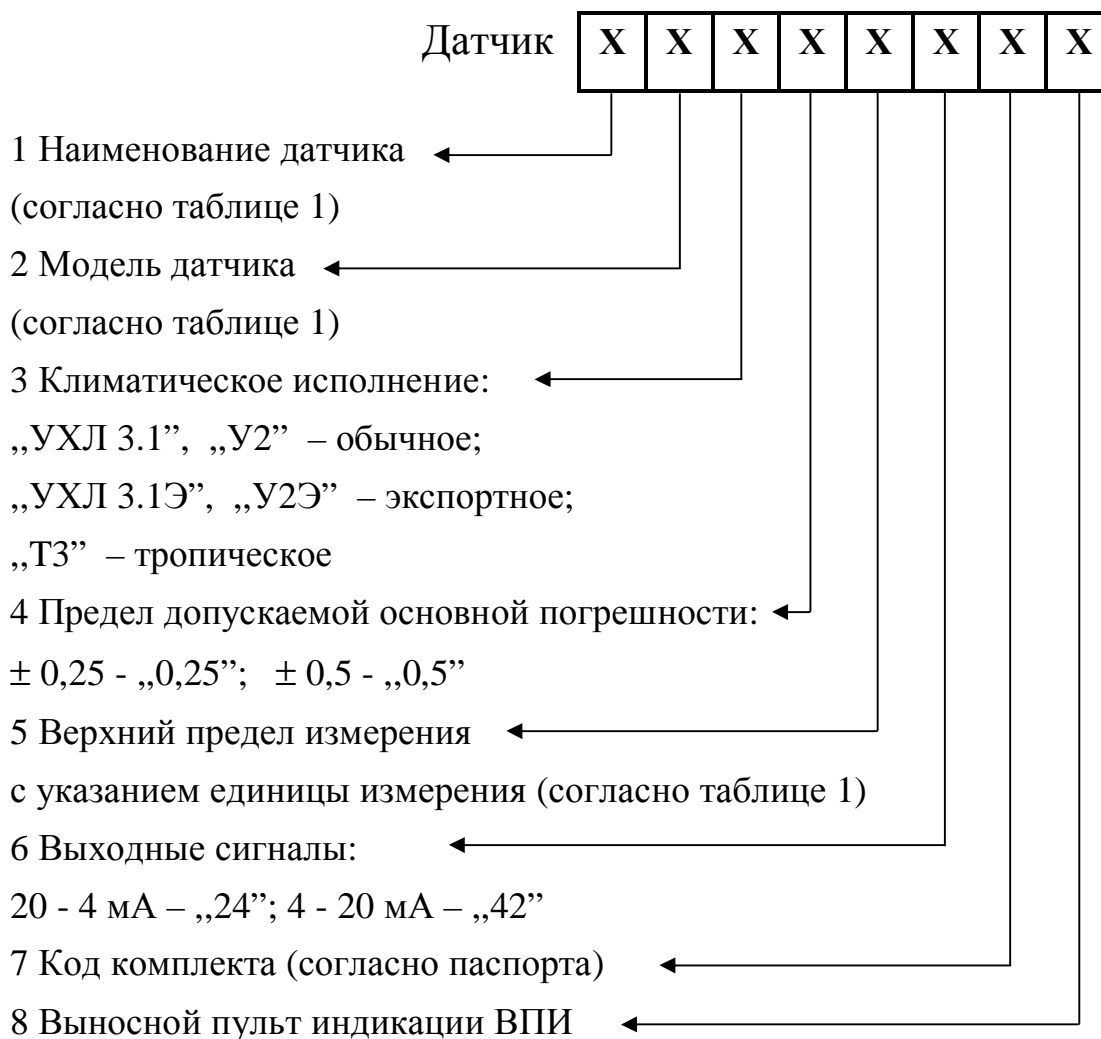 Датчик X X X X X X X X
1 Наименование датчика
(согласно таблице 1)
2 Модель датчика
(согласно таблице 1)
3 Климатическое исполнение:
,,УХЛ 3.1”, ,,У2” – обычное;
,,УХЛ 3.1Э”, ,,У2Э” – экспортное;
,,Т3” – тропическое
4 Предел допускаемой основной погрешности:
± 0,25 - ,,0,25”; ± 0,5 - ,,0,5”
5 Верхний предел измерения
с указанием единицы измерения (согласно таблице 1)
6 Выходные сигналы:
20 - 4 мА – ,,24”; 4 - 20 мА – ,,42”
7 Код комплекта (согласно паспорта)
8 Выносной пульт индикации ВПИ